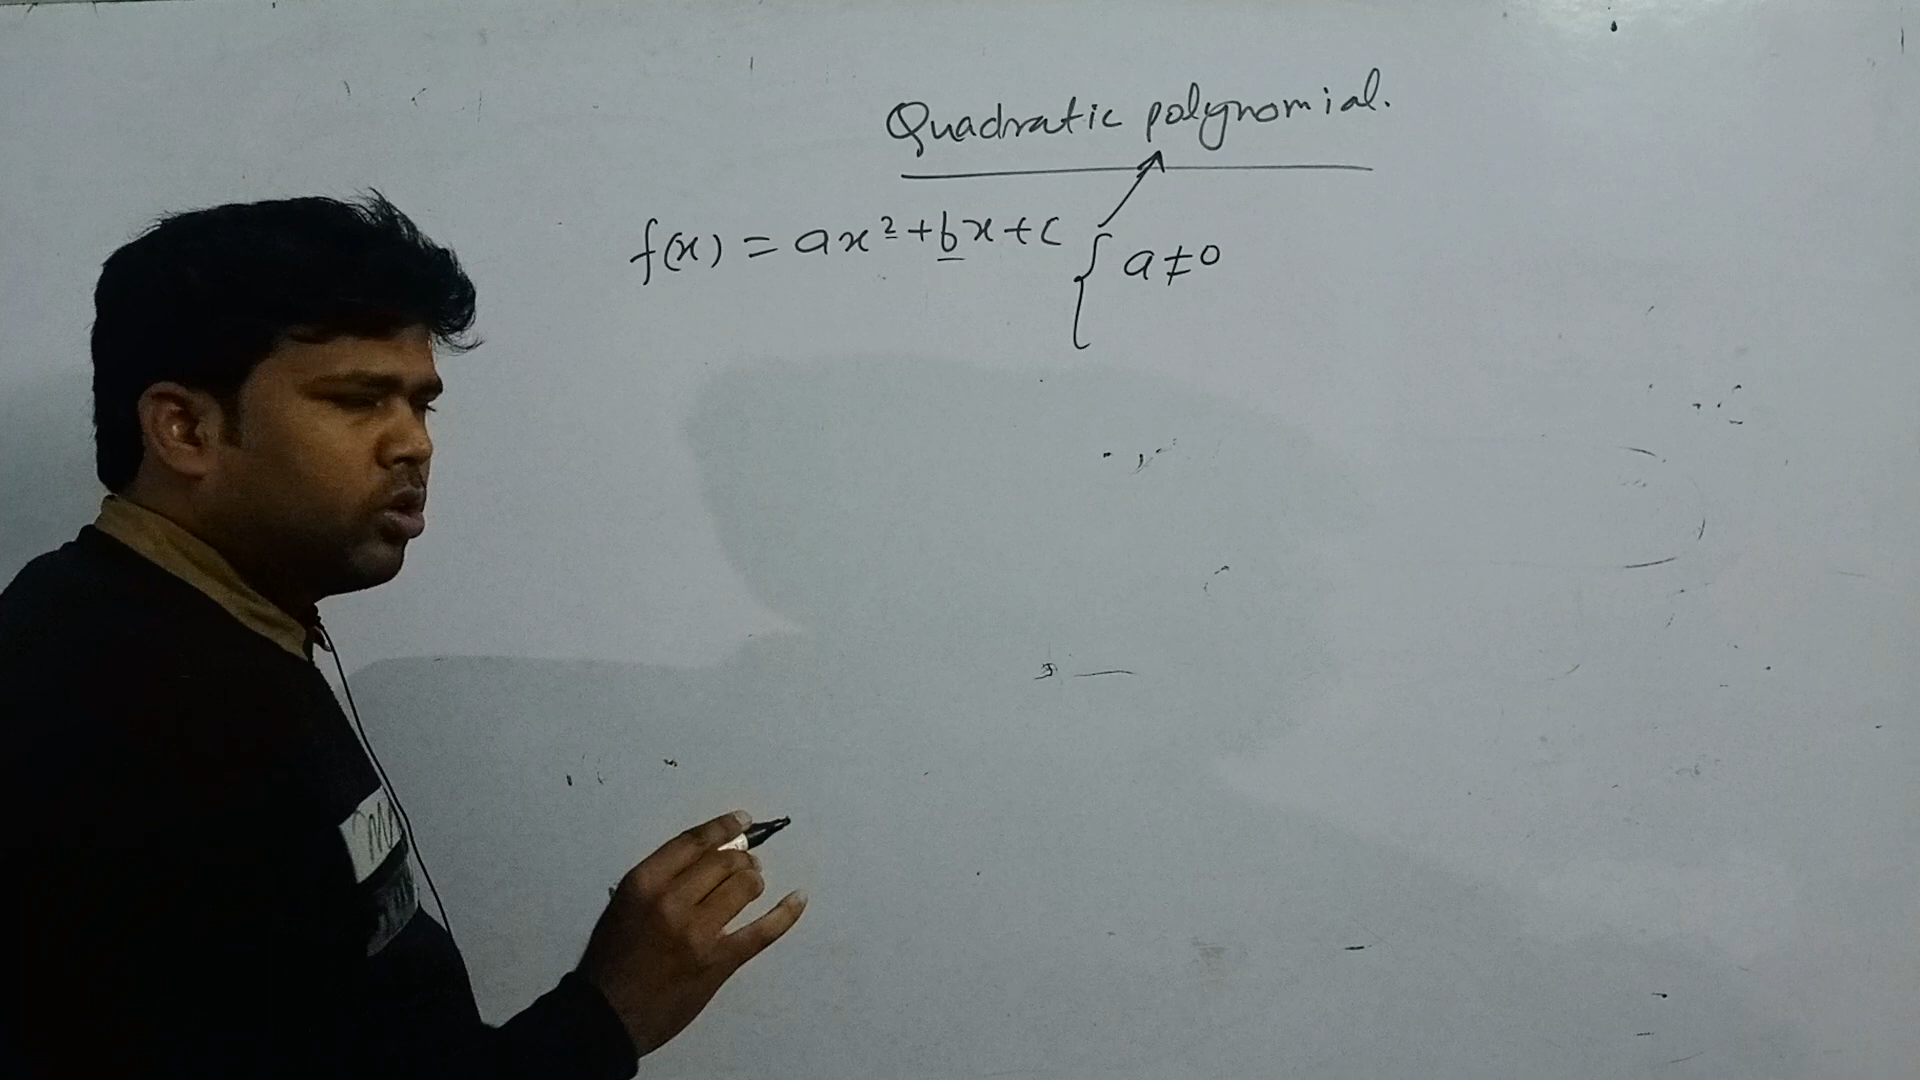 Quadratic polynomial.
f(x) = ax²+bx+c { a≠0